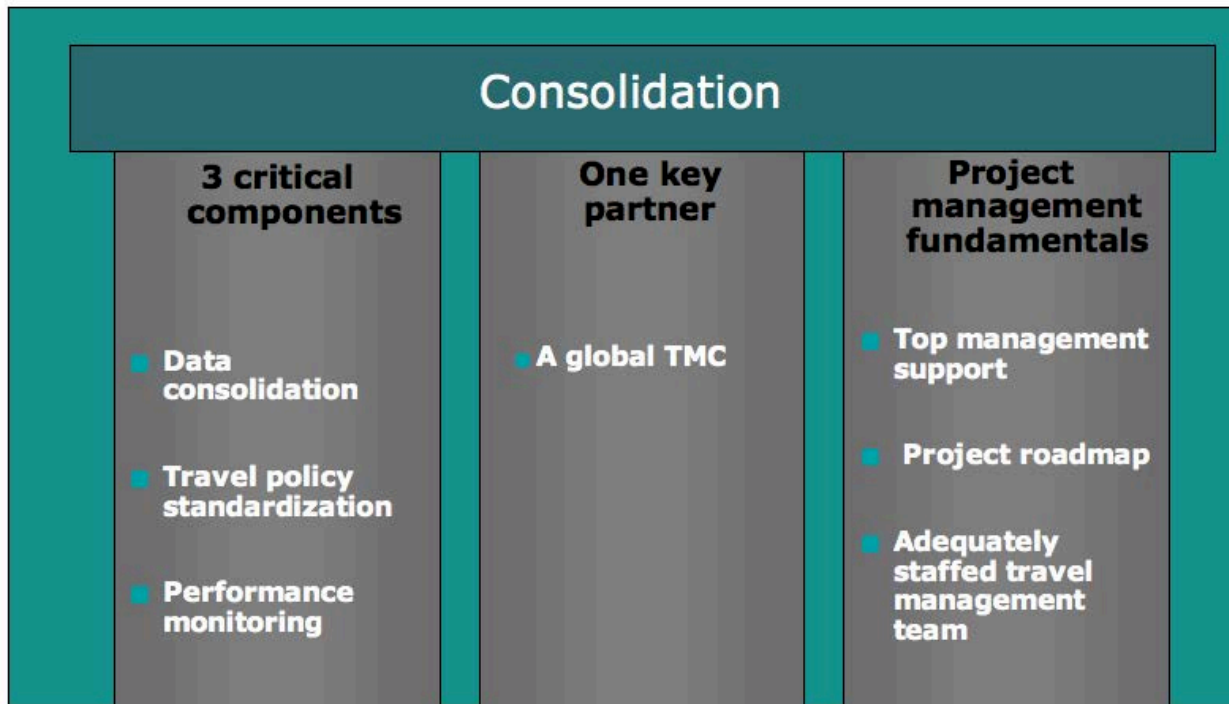 Consolidation
3 critical
components
Data
consolidation
Travel policy
standardization
Performance
monitoring
One key
partner
A global TMC
Project
management
fundamentals
Top management
support
Project roadmap
Adequately
staffed travel
management
team